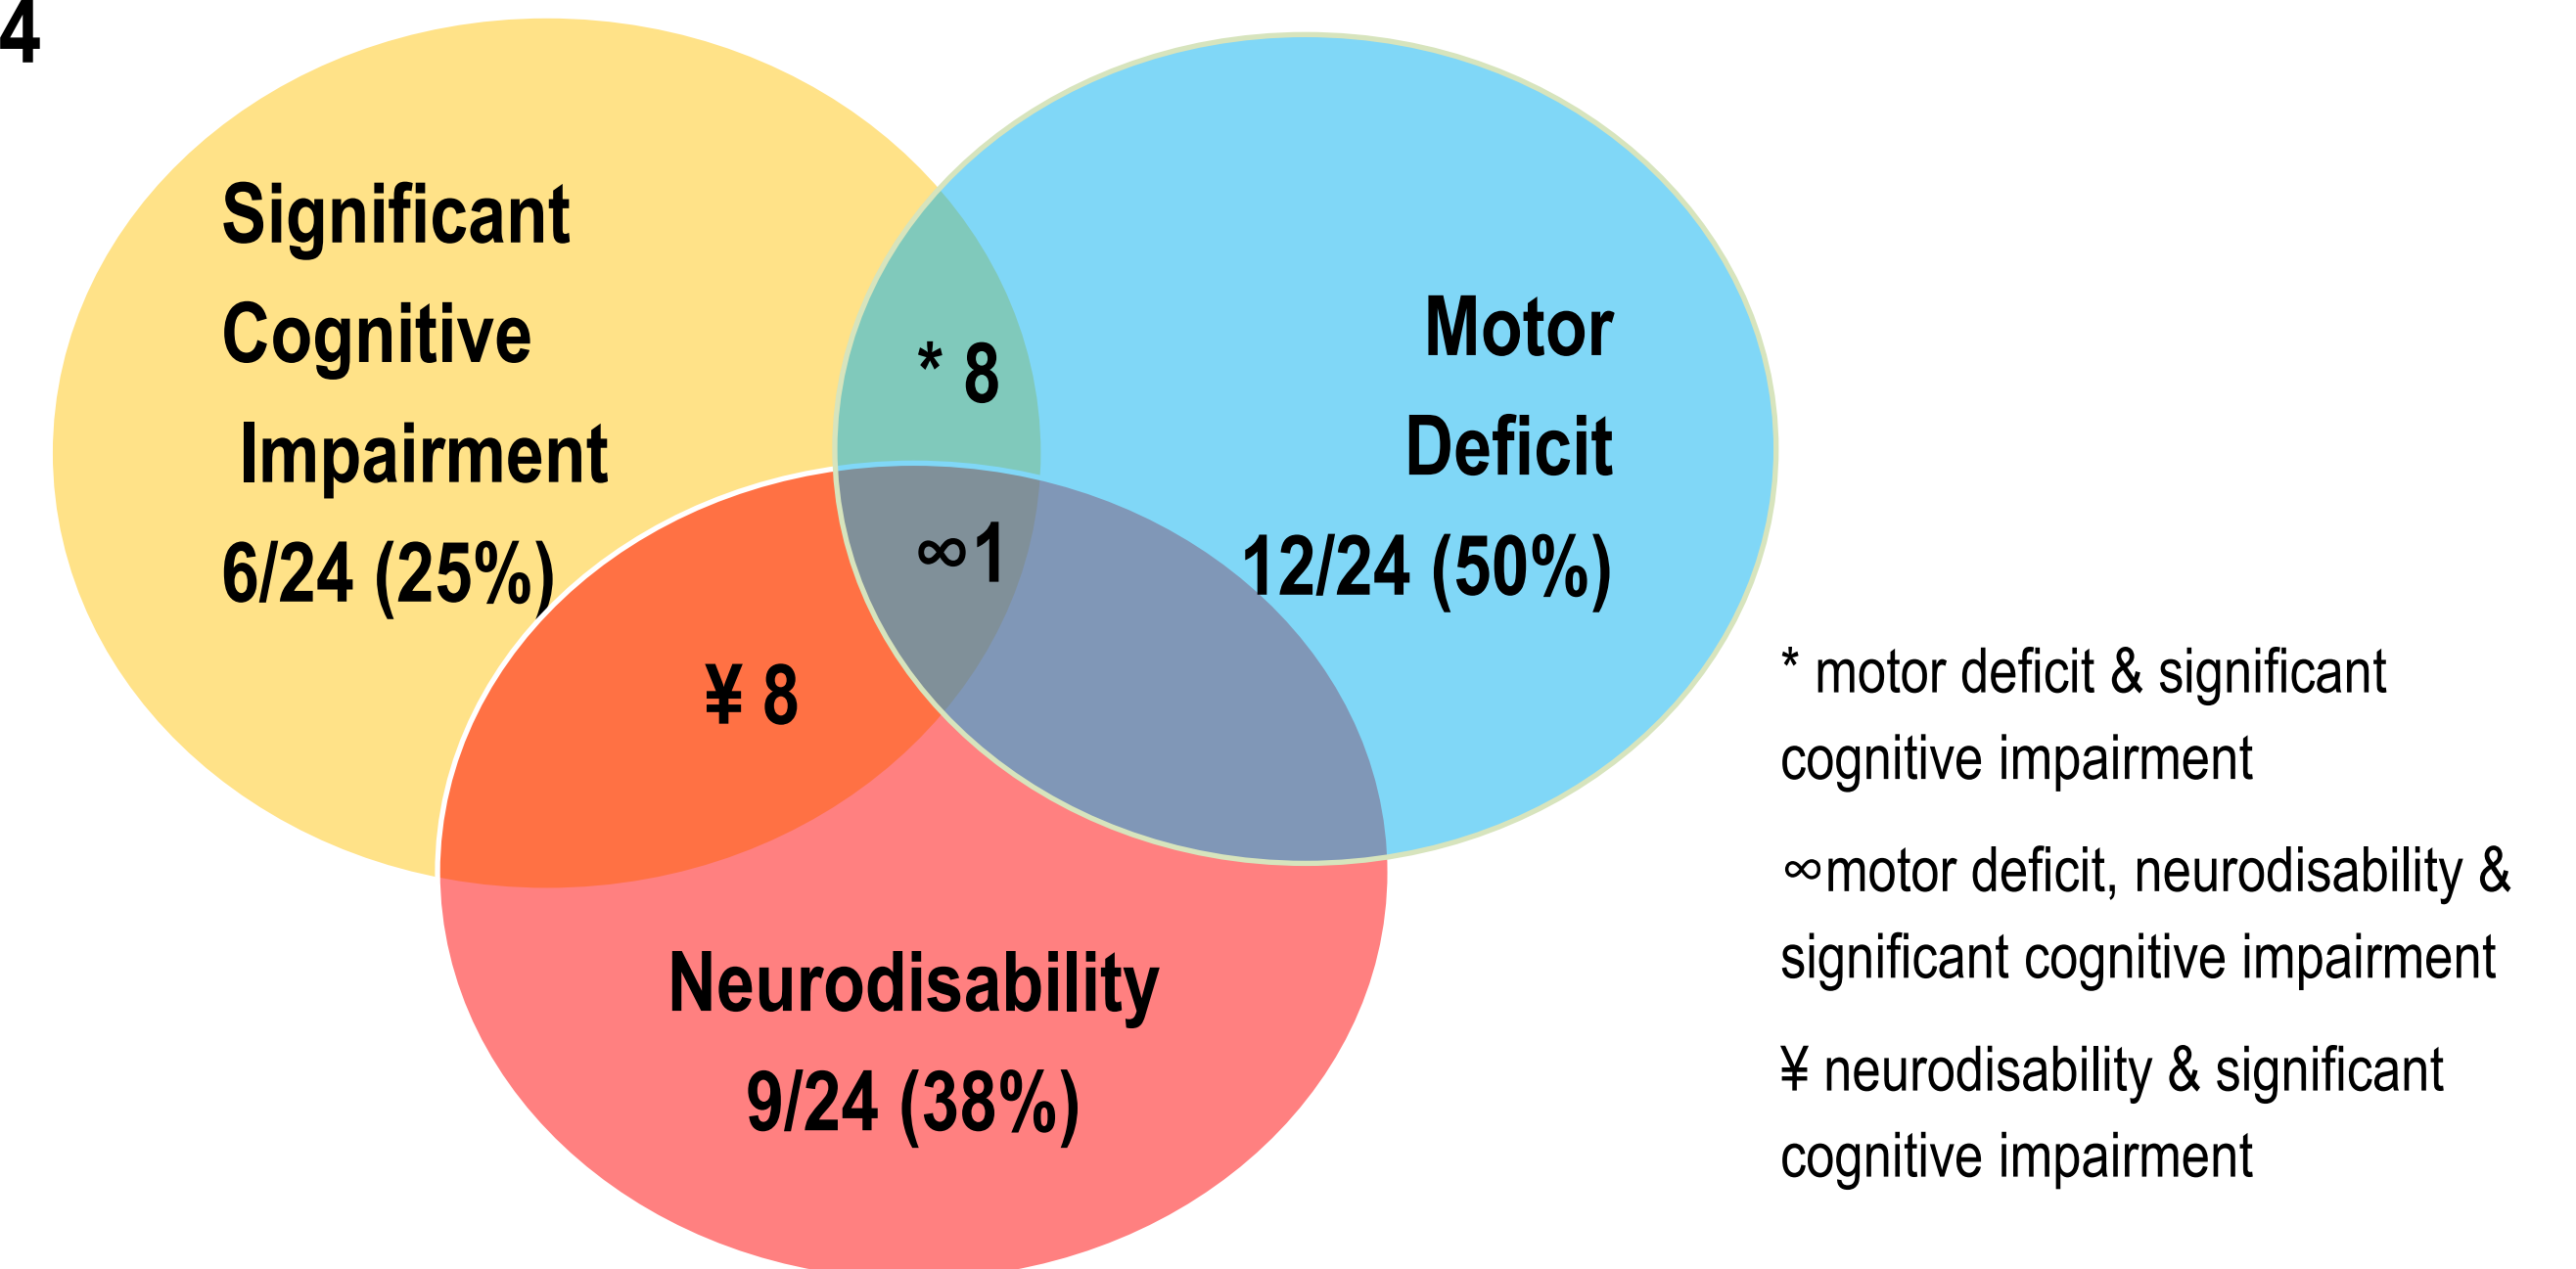 4
Significant
Cognitive
Impairment
6/24 (25%)
Motor
Deficit
12/24 (50%)
* 8
∞1
¥ 8
Neurodisability
9/24 (38%)
* motor deficit & significant
cognitive impairment
∞motor deficit, neurodisability &
significant cognitive impairment
¥ neurodisability & significant
cognitive impairment